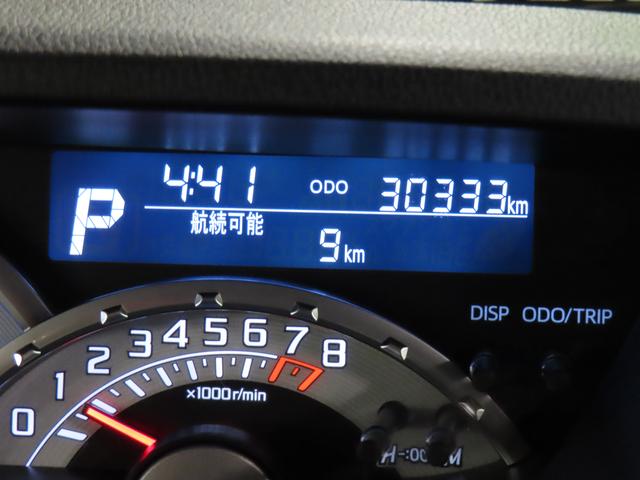 4:41 ODO 30333km
P
航続可能
9km
DISP ODO/TRIP
0 1 2 3 4 5 6 7 8
×1000r/min